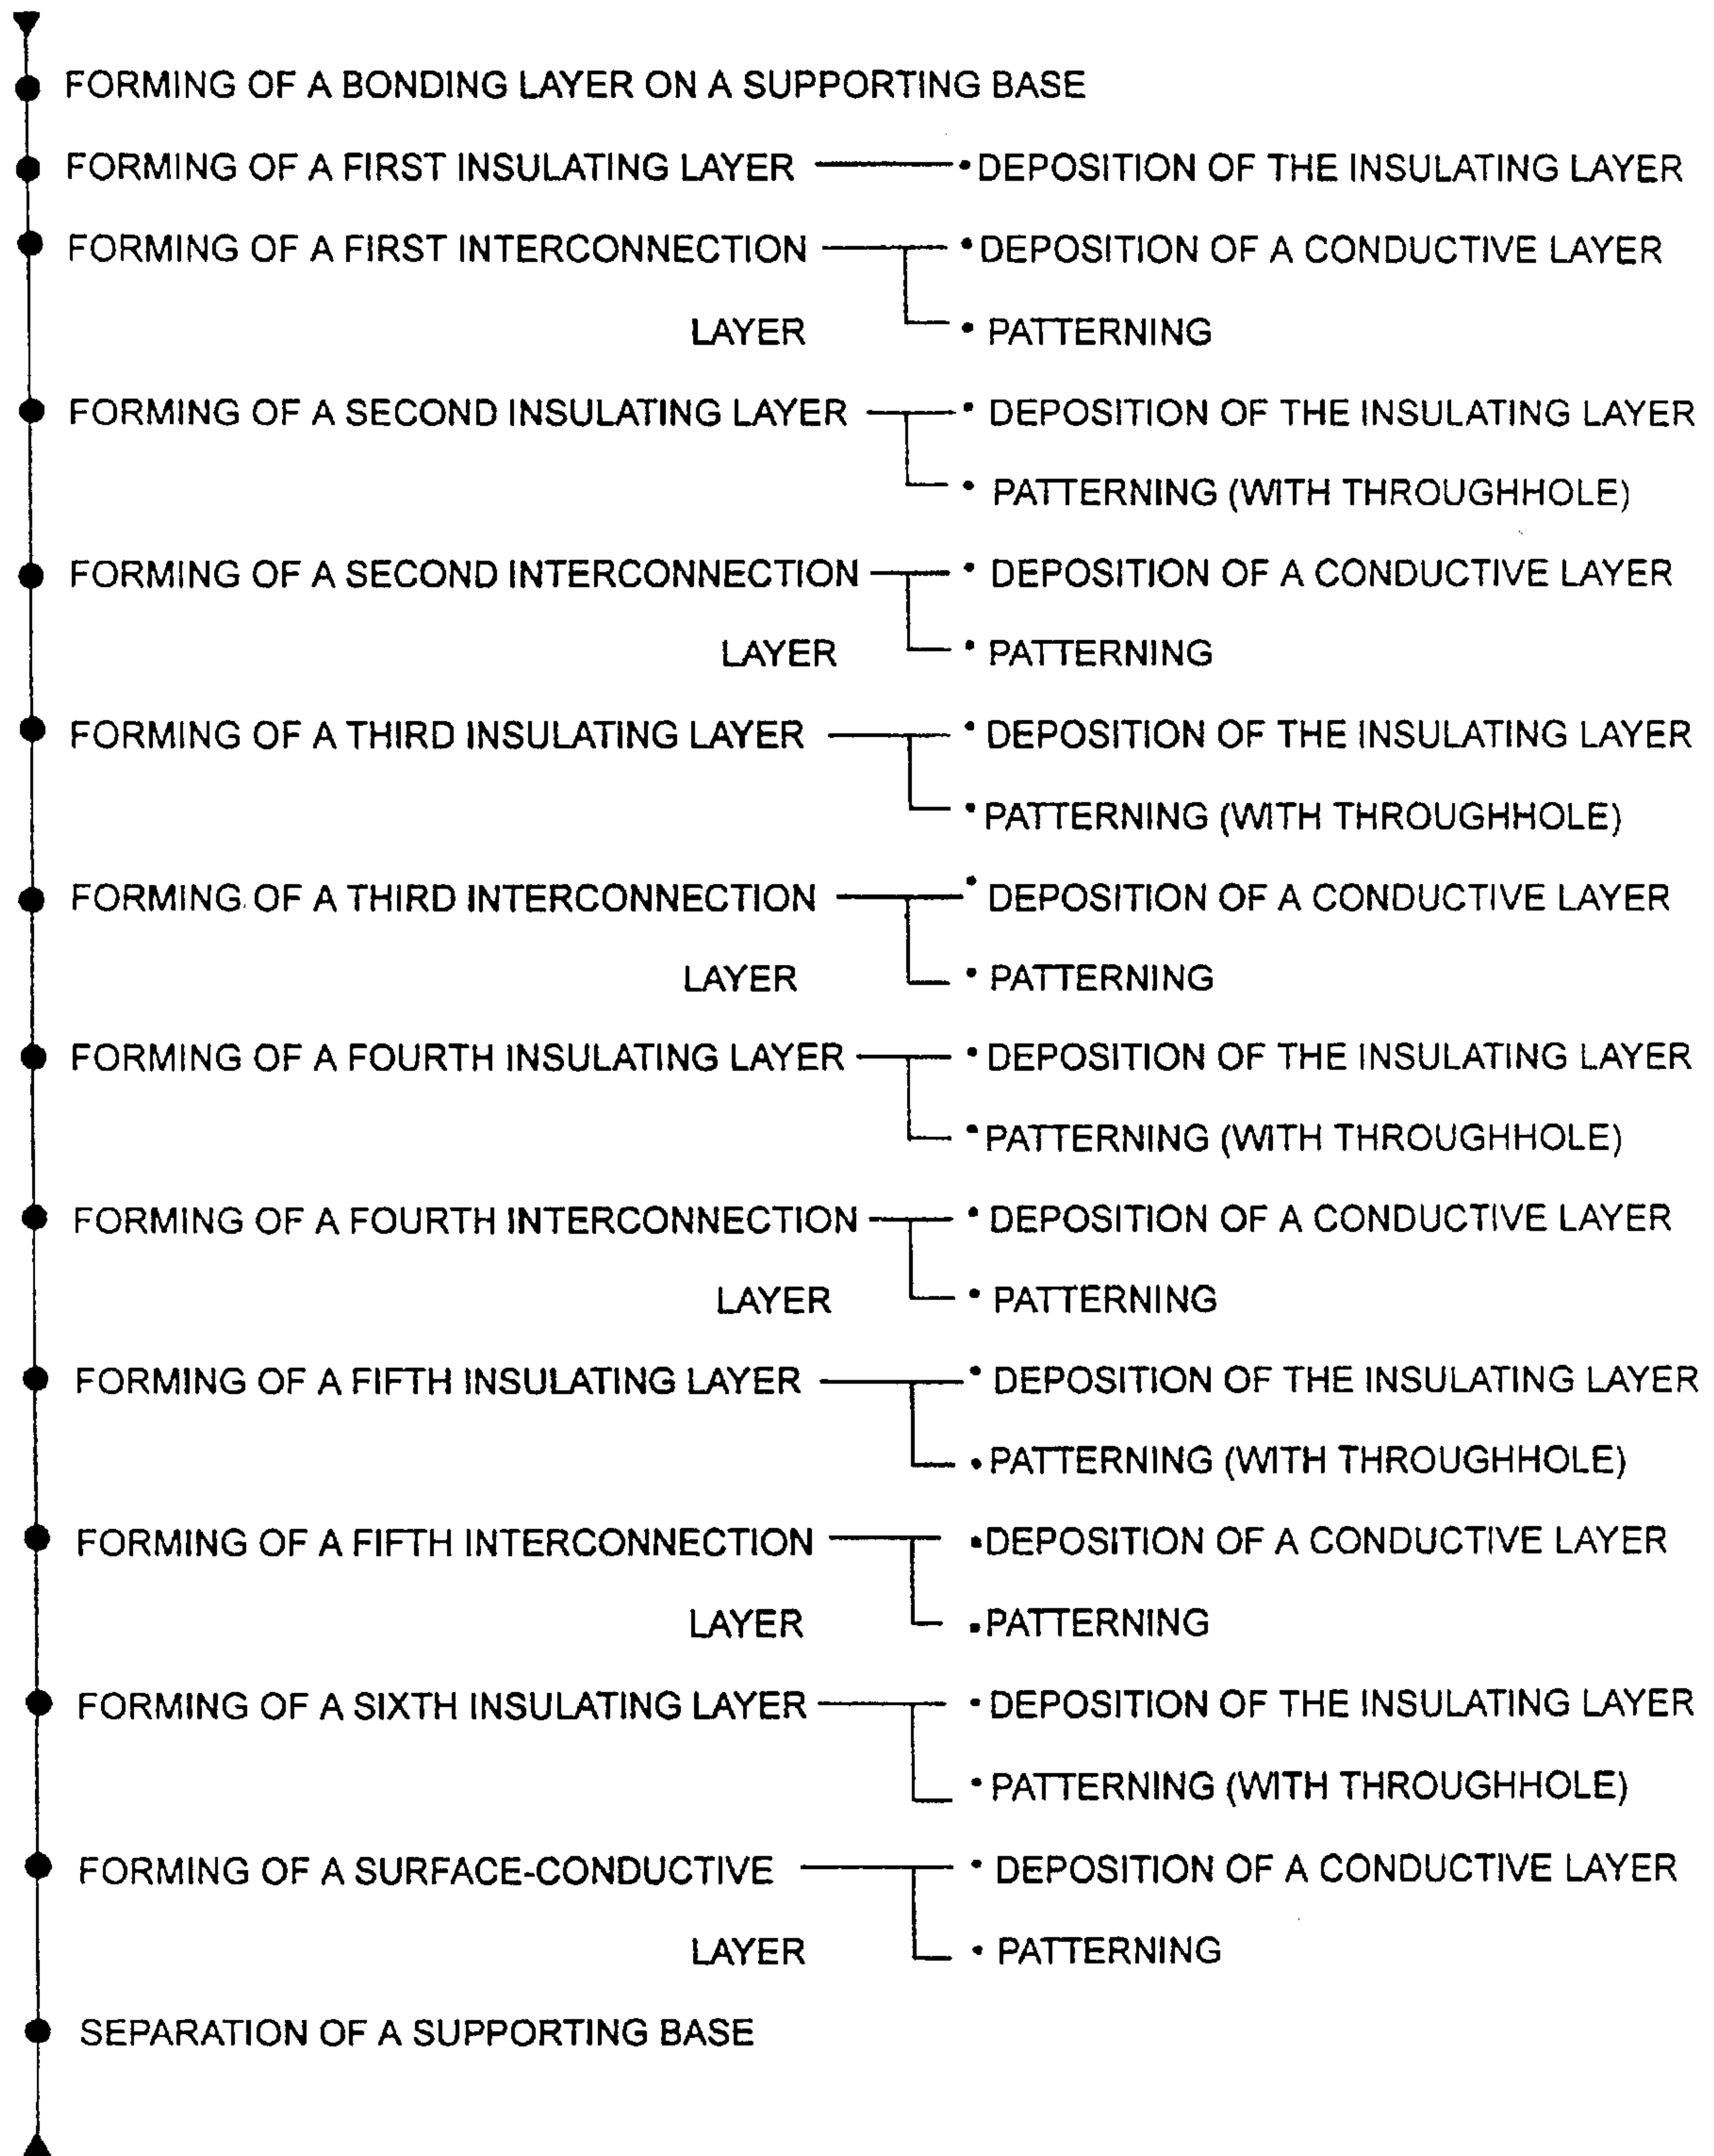 FORMING OF A BONDING LAYER ON A SUPPORTING BASE
FORMING OF A FIRST INSULATING LAYER • DEPOSITION OF THE INSULATING LAYER
FORMING OF A FIRST INTERCONNECTION • DEPOSITION OF A CONDUCTIVE LAYER
LAYER • PATTERNING
FORMING OF A SECOND INSULATING LAYER • DEPOSITION OF THE INSULATING LAYER
• PATTERNING (WITH THROUGHHOLE)
FORMING OF A SECOND INTERCONNECTION • DEPOSITION OF A CONDUCTIVE LAYER
LAYER • PATTERNING
FORMING OF A THIRD INSULATING LAYER • DEPOSITION OF THE INSULATING LAYER
• PATTERNING (WITH THROUGHHOLE)
FORMING OF A THIRD INTERCONNECTION • DEPOSITION OF A CONDUCTIVE LAYER
LAYER • PATTERNING
FORMING OF A FOURTH INSULATING LAYER • DEPOSITION OF THE INSULATING LAYER
• PATTERNING (WITH THROUGHHOLE)
FORMING OF A FOURTH INTERCONNECTION • DEPOSITION OF A CONDUCTIVE LAYER
LAYER • PATTERNING
FORMING OF A FIFTH INSULATING LAYER • DEPOSITION OF THE INSULATING LAYER
• PATTERNING (WITH THROUGHHOLE)
FORMING OF A FIFTH INTERCONNECTION • DEPOSITION OF A CONDUCTIVE LAYER
LAYER • PATTERNING
FORMING OF A SIXTH INSULATING LAYER • DEPOSITION OF THE INSULATING LAYER
• PATTERNING (WITH THROUGHHOLE)
FORMING OF A SURFACE-CONDUCTIVE • DEPOSITION OF A CONDUCTIVE LAYER
LAYER • PATTERNING
SEPARATION OF A SUPPORTING BASE